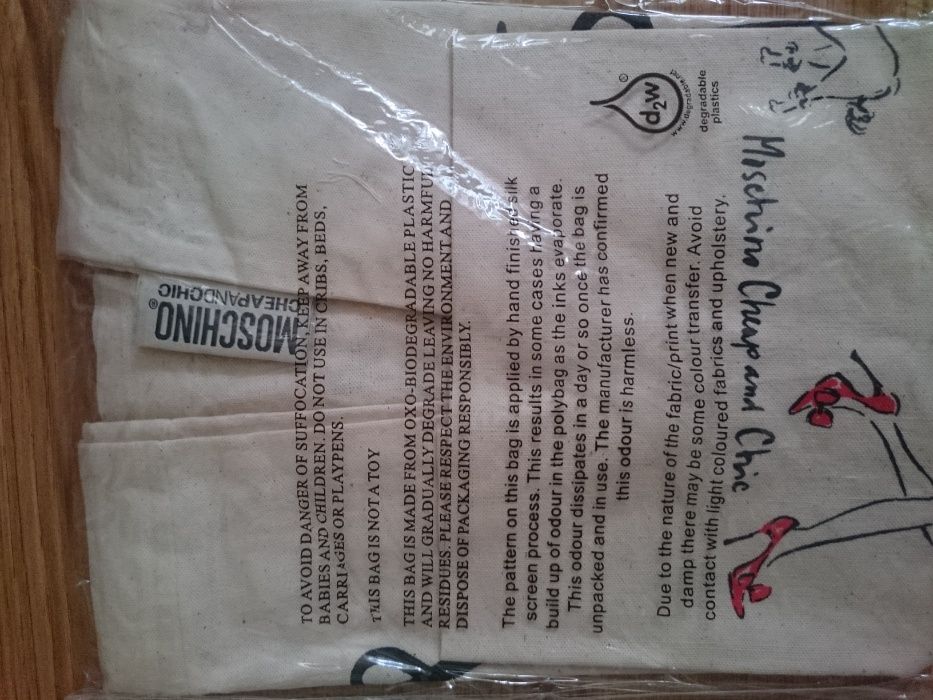 TO AVOID DANGER OF SUFFOCATION, KEEP AWAY FROM
BABIES AND CHILDREN. DO NOT USE IN CRIBS, BEDS,
CARRIAGES OR PLAYPENS.
THIS BAG IS NOT A TOY
THIS BAG IS MADE FROM OXO-BIODEGRADABLE PLASTIC
AND WILL GRADUALLY DEGRADE LEAVING NO HARMFUL
RESIDUES. PLEASE RESPECT THE ENVIRONMENT AND
DISPOSE OF PACKAGING RESPONSIBLY.
The pattern on this bag is applied by hand finished silk
screen process. This results in some cases having a
build up of odour in the polybag as the inks evaporate.
This odour dissipates in a day or so once the bag is
unpacked and in use. The manufacturer has confirmed
this odour is harmless.
Due to the nature of the fabric/print when new and
damp there may be some colour transfer. Avoid
contact with light coloured fabrics and upholstery.
d2w
®
www.degradable.net
degradable
plastics
MOSCHINO®
CHEAPANDCHIC
Moschino Cheap and Chic